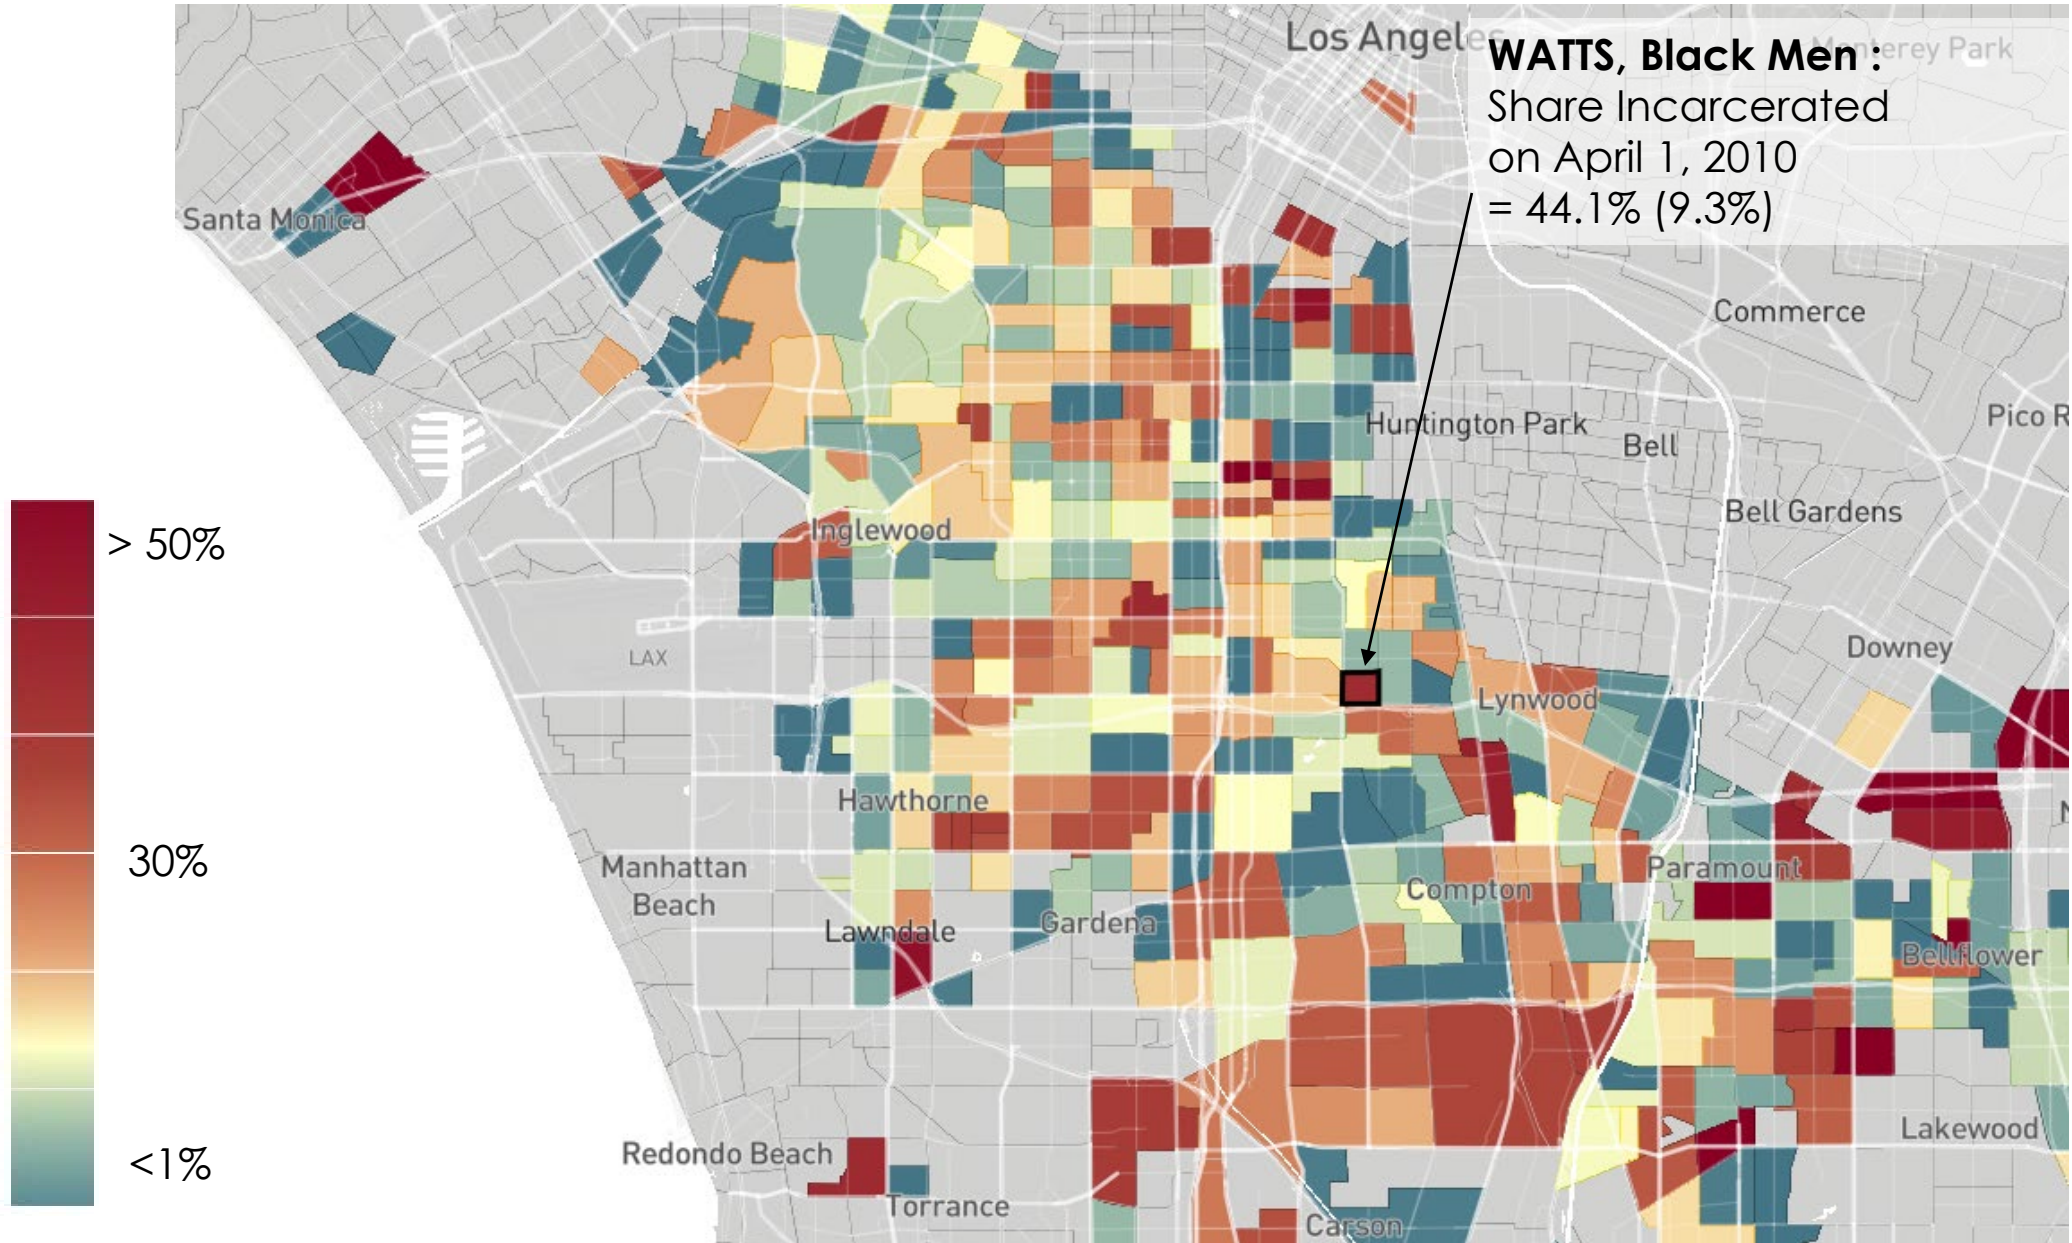 Los Angeles
Monterey Park
WATTS, Black Men :
Share Incarcerated
on April 1, 2010
= 44.1% (9.3%)
Santa Monica
Commerce
Huntington Park
Bell
Pico R
> 50%
Inglewood
Bell Gardens
LAX
Downey
Lynwood
Hawthorne
N
30%
Manhattan
Beach
Paramount
Compton
Lawndale
Gardena
Bellflower
<1%
Redondo Beach
Lakewood
Torrance
Carson